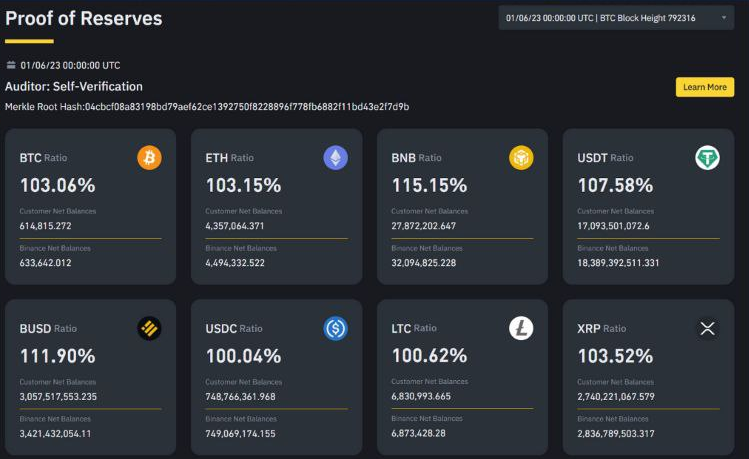 Proof of Reserves
01/06/23 00:00:00 UTC | BTC Block Height 792316
01/06/23 00:00:00 UTC
Auditor: Self-Verification
Learn More
Merkle Root Hash:04cbcf08a83198bd79aef62ce1392750f8228896f778fb6882f11bd43e2f7d9b
BTC Ratio
103.06%
Customer Net Balances
614,815.272
Binance Net Balances
633,642.012
ETH Ratio
103.15%
Customer Net Balances
4,357,064.371
Binance Net Balances
4,494,332.522
BNB Ratio
115.15%
Customer Net Balances
27,872,202.647
Binance Net Balances
32,094,825.228
USDT Ratio
107.58%
Customer Net Balances
17,093,501,072.6
Binance Net Balances
18,389,392,511.331
BUSD Ratio
111.90%
Customer Net Balances
3,057,517,553.235
Binance Net Balances
3,421,432,054.11
USDC Ratio
100.04%
Customer Net Balances
748,766,361.968
Binance Net Balances
749,069,174.155
LTC Ratio
100.62%
Customer Net Balances
6,830,993.665
Binance Net Balances
6,873,428.28
XRP Ratio
103.52%
Customer Net Balances
2,740,221,067.579
Binance Net Balances
2,836,789,503.317